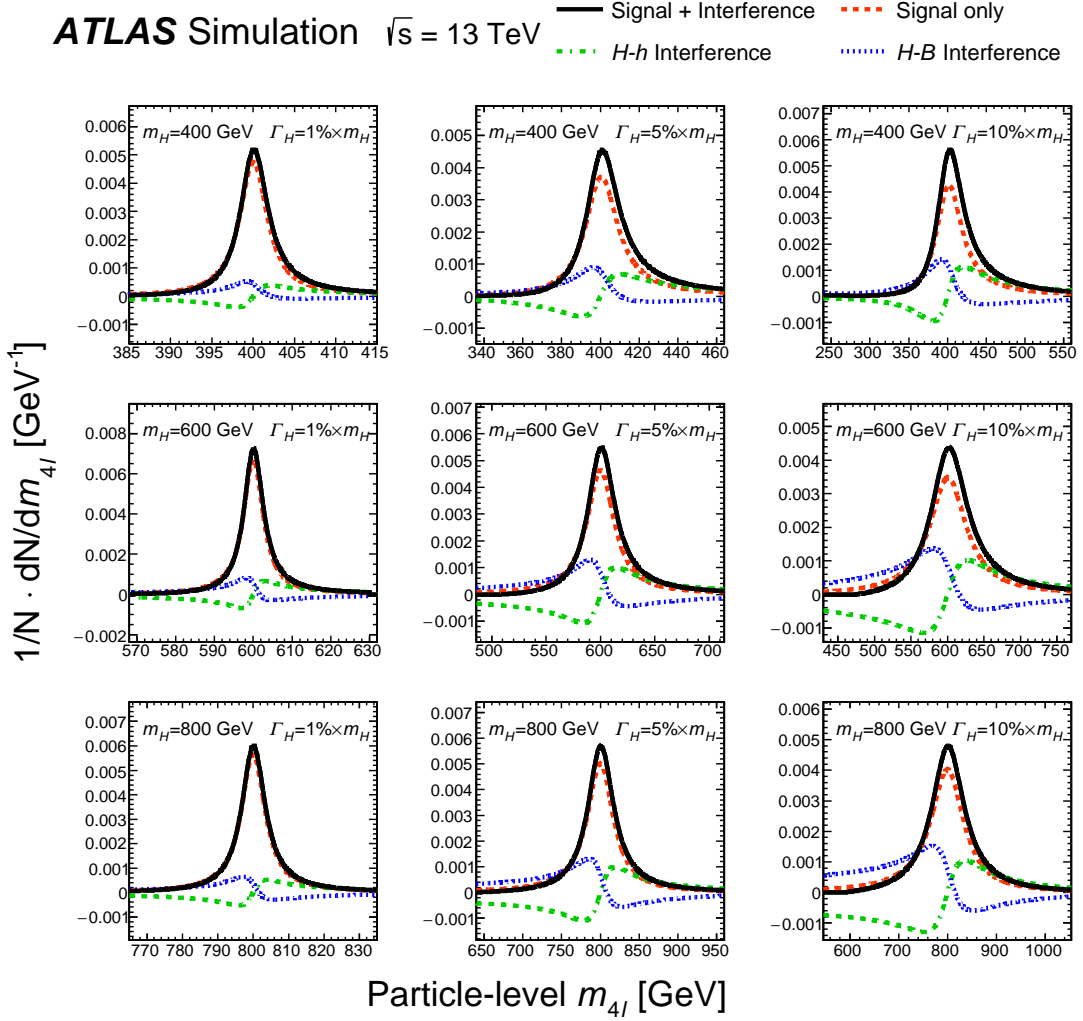 ATLAS Simulation √s = 13 TeV
Signal + Interference
Signal only
H-h Interference
H-B Interference
1/N · dN/dm4l [GeV-1]
m_H=400 GeV Γ_H=1%×m_H
0.006
0.005
0.004
0.003
0.002
0.001
0
−0.001
385 390 395 400 405 410 415
m_H=400 GeV Γ_H=5%×m_H
0.005
0.004
0.003
0.002
0.001
0
−0.001
340 360 380 400 420 440 460
m_H=400 GeV Γ_H=10%×m_H
0.006
0.005
0.004
0.003
0.002
0.001
0
−0.001
250 300 350 400 450 500 550
m_H=600 GeV Γ_H=1%×m_H
0.008
0.006
0.004
0.002
0
−0.002
570 580 590 600 610 620 630
m_H=600 GeV Γ_H=5%×m_H
0.007
0.006
0.005
0.004
0.003
0.002
0.001
0
−0.001
500 550 600 650 700
m_H=600 GeV Γ_H=10%×m_H
0.005
0.004
0.003
0.002
0.001
0
−0.001
450 500 550 600 650 700 750
m_H=800 GeV Γ_H=1%×m_H
0.007
0.006
0.005
0.004
0.003
0.002
0.001
0
−0.001
770 780 790 800 810 820 830
m_H=800 GeV Γ_H=5%×m_H
0.007
0.006
0.005
0.004
0.003
0.002
0.001
0
−0.001
650 700 750 800 850 900 950
m_H=800 GeV Γ_H=10%×m_H
0.006
0.005
0.004
0.003
0.002
0.001
0
−0.001
600 700 800 900 1000
Particle-level m4l [GeV]